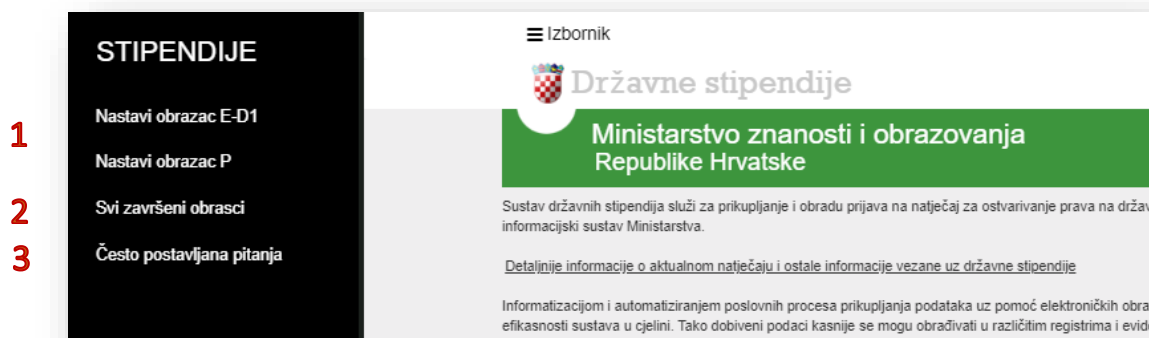 STIPENDIJE
1
Nastavi obrazac E-D1
Nastavi obrazac P
2
Svi završeni obrasci
3
Često postavljana pitanja
Izbornik
Državne stipendije
Ministarstvo znanosti i obrazovanja
Republike Hrvatske
Sustav državnih stipendija služi za prikupljanje i obradu prijava na natječaj za ostvarivanje prava na držav
informacijski sustav Ministarstva.
Detaljnije informacije o aktualnom natječaju i ostale informacije vezane uz državne stipendije
Informatizacijom i automatiziranjem poslovnih procesa prikupljanja podataka uz pomoć elektroničkih obra
efikasnosti sustava u cjelini. Tako dobiveni podaci kasnije se mogu obrađivati u različitim registrima i evid